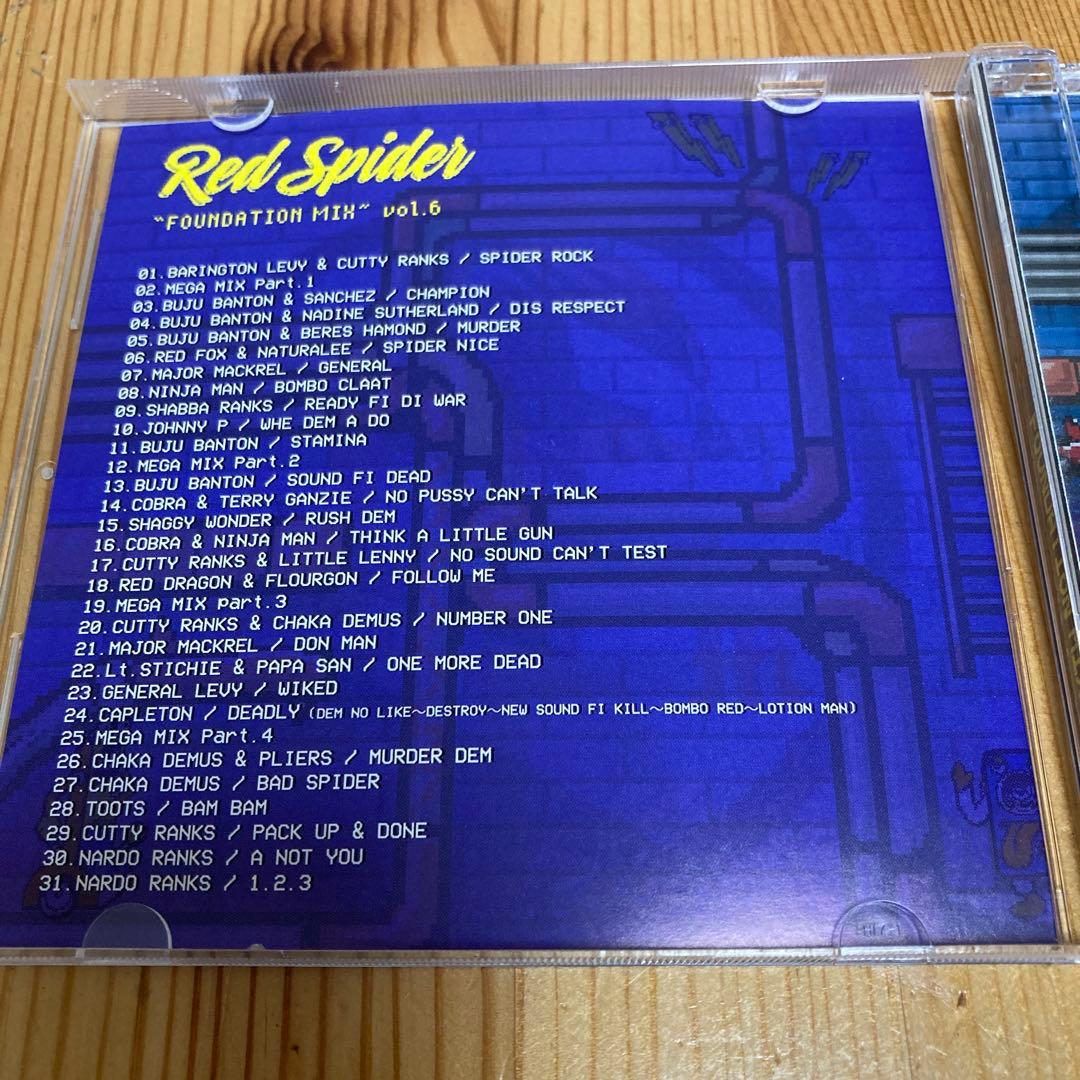 Red Spider
"FOUNDATION MIX" vol.6
01.BARINGTON LEVY & CUTTY RANKS / SPIDER ROCK
02.MEGA MIX Part.1
03.BUJU BANTON & SANCHEZ / CHAMPION
04.BUJU BANTON & NADINE SUTHERLAND / DIS RESPECT
05.BUJU BANTON & BERES HAMOND / MURDER
06.RED FOX & NATURALEE / SPIDER NICE
07.MAJOR MACKREL / GENERAL
08.NINJA MAN / BOMBO CLAAT
09.SHABBA RANKS / READY FI DI WAR
10.JOHNNY P / WHE DEM A DO
11.BUJU BANTON / STAMINA
12.MEGA MIX Part.2
13.BUJU BANTON / SOUND FI DEAD
14.COBRA & TERRY GANZIE / NO PUSSY CAN'T TALK
15.SHAGGY WONDER / RUSH DEM
16.COBRA & NINJA MAN / THINK A LITTLE GUN
17.CUTTY RANKS & LITTLE LENNY / NO SOUND CAN'T TEST
18.RED DRAGON & FLOURGON / FOLLOW ME
19.MEGA MIX part.3
20.CUTTY RANKS & CHAKA DEMUS / NUMBER ONE
21.MAJOR MACKREL / DON MAN
22.Lt.STICHIE & PAPA SAN / ONE MORE DEAD
23.GENERAL LEVY / WIKED
24.CAPLETON / DEADLY (DEM NO LIKE～DESTROY～NEW SOUND FI KILL～BOMBO RED～LOTION MAN)
25.MEGA MIX Part.4
26.CHAKA DEMUS & PLIERS / MURDER DEM
27.CHAKA DEMUS / BAD SPIDER
28.TOOTS / BAM BAM
29.CUTTY RANKS / PACK UP & DONE
30.NARDO RANKS / A NOT YOU
31.NARDO RANKS / 1.2.3